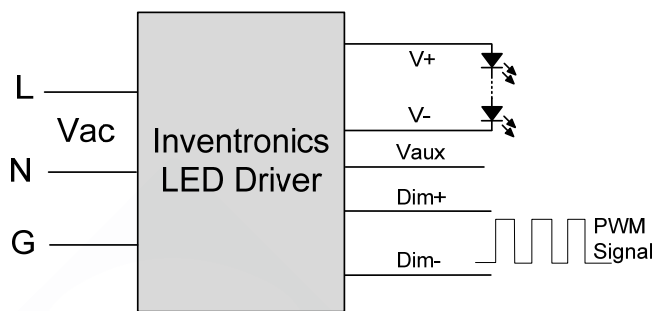 L
Vac
N
G
Inventronics
LED Driver
V+
V-
Vaux
Dim+
Dim-
PWM
Signal